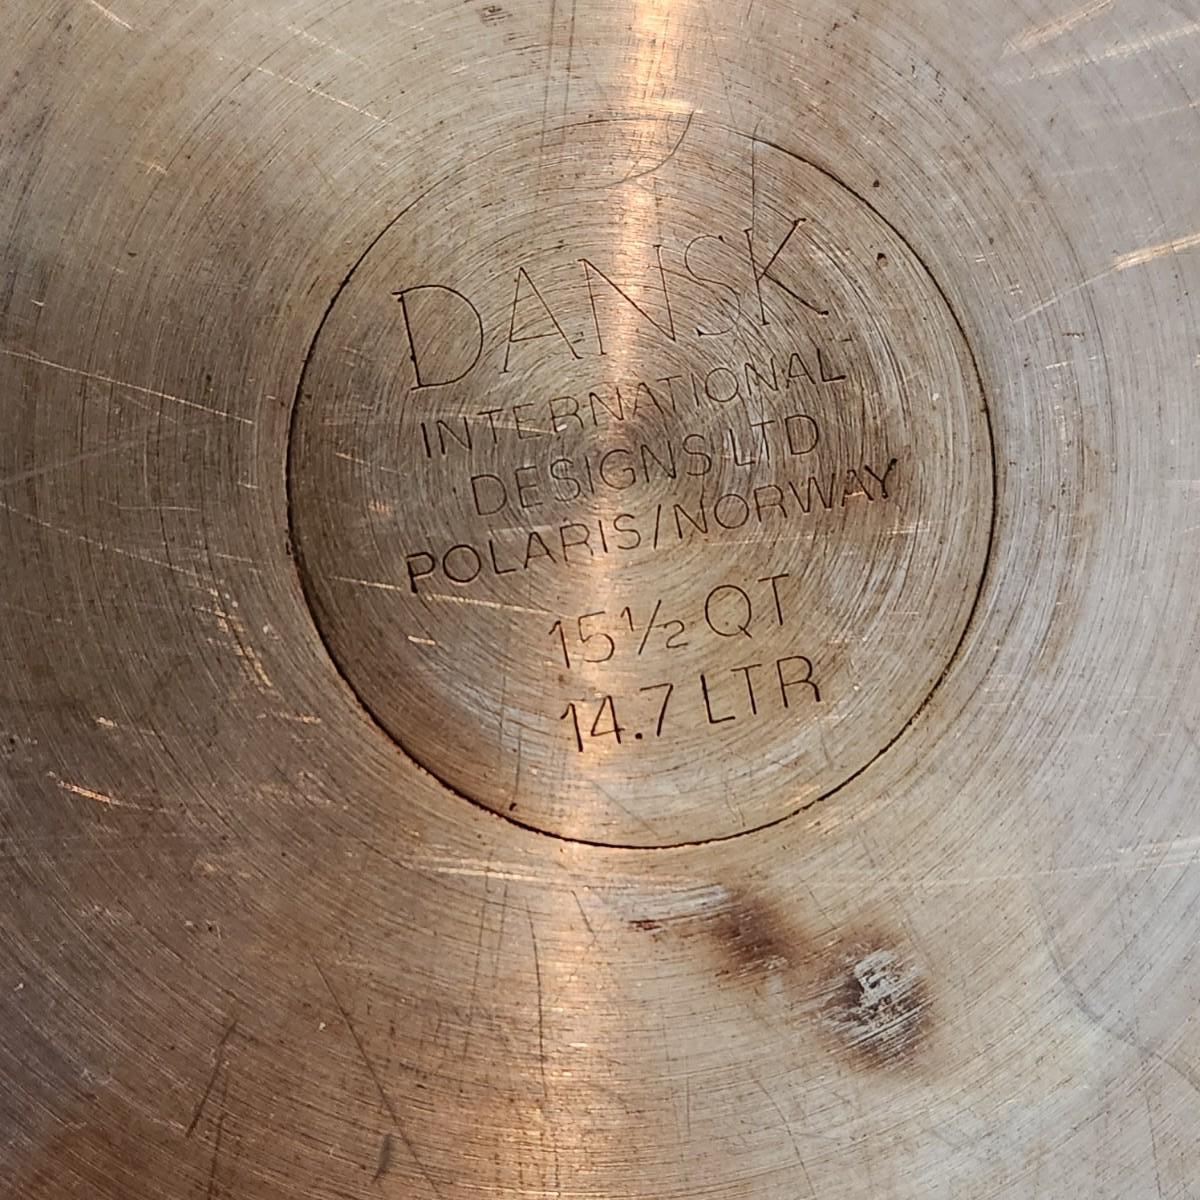 DANSK
INTERNATIONAL
DESIGNS LTD
POLARIS/NORWAY
15½ QT
14.7 LTR